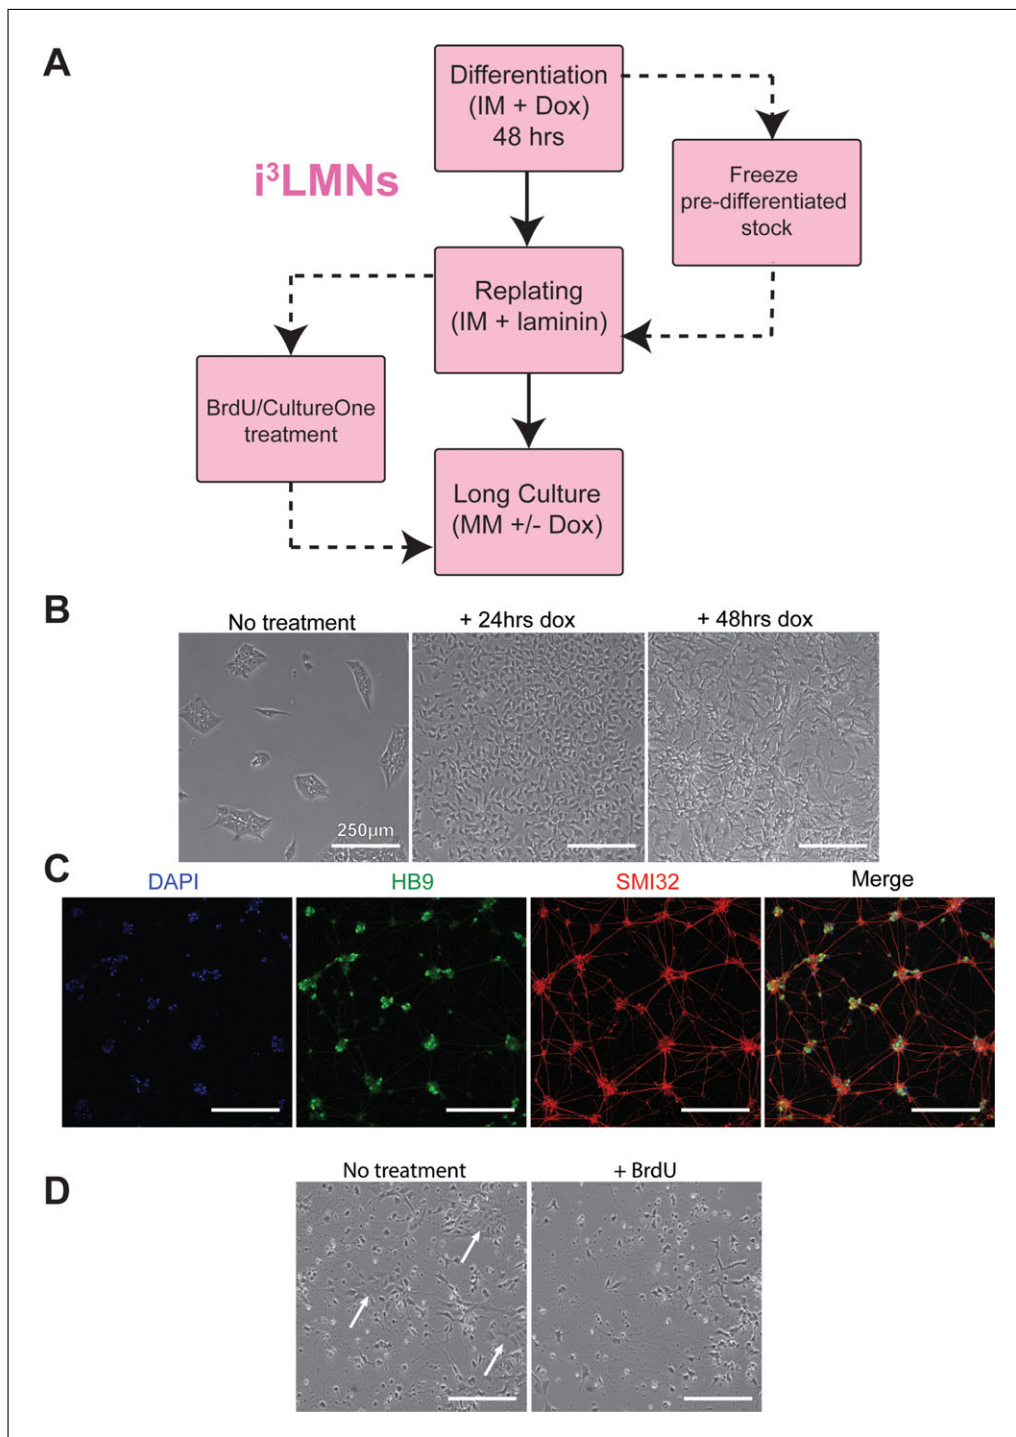 A
Differentiation
(IM + Dox)
48 hrs
i³LMNs
Freeze
pre-differentiated
stock
Replating
(IM + laminin)
BrdU/CultureOne
treatment
Long Culture
(MM +/- Dox)
B
No treatment
+ 24hrs dox
+ 48hrs dox
250µm
C
DAPI
HB9
SMI32
Merge
D
No treatment
+ BrdU